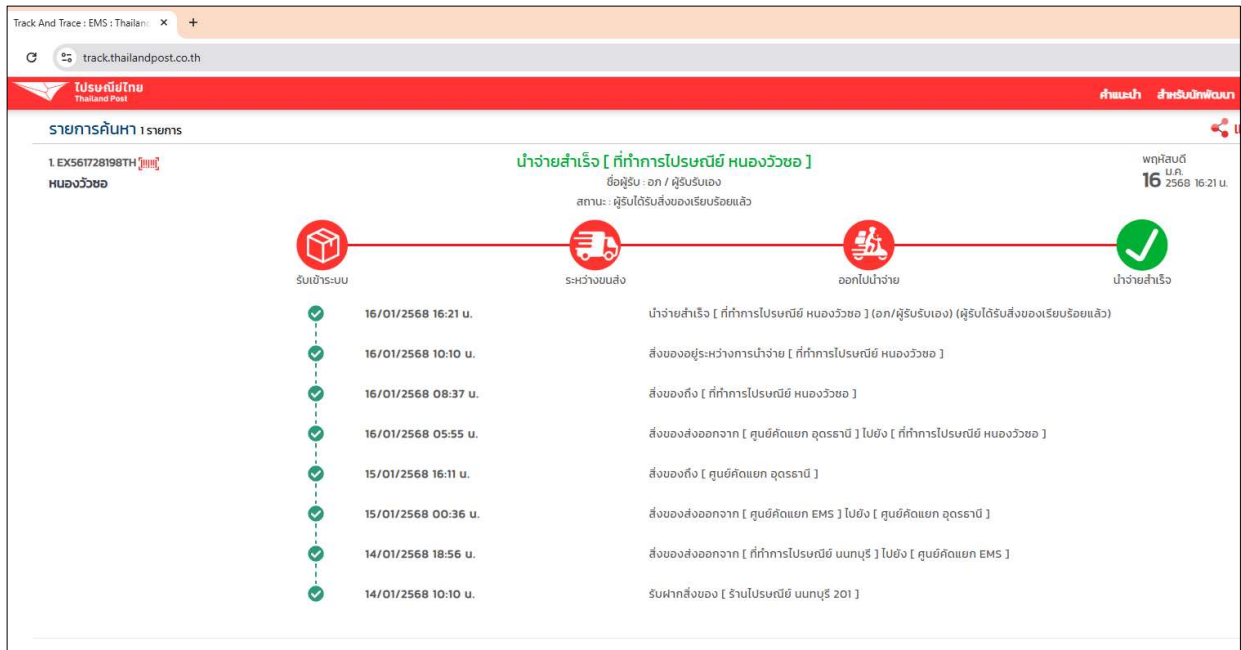 Track And Trace : EMS : Thailan
track.thailandpost.co.th
ไปรษณีย์ไทย
Thailand Post
คำแนะนำ สำหรับนักพัฒนา
รายการค้นหา 1 รายการ
1. EX561728198TH
หนองวัวซอ
นำจ่ายสำเร็จ [ ที่ทำการไปรษณีย์ หนองวัวซอ ]
ชื่อผู้รับ : อภ / ผู้รับรับเอง
สถานะ : ผู้รับได้รับสิ่งของเรียบร้อยแล้ว
พฤหัสบดี
16 ม.ค. 2568 16:21 น.
รับเข้าระบบ ระหว่างขนส่ง ออกไปนำจ่าย นำจ่ายสำเร็จ
16/01/2568 16:21 น. นำจ่ายสำเร็จ [ ที่ทำการไปรษณีย์ หนองวัวซอ ] (อภ/ผู้รับรับเอง) (ผู้รับได้รับสิ่งของเรียบร้อยแล้ว)
16/01/2568 10:10 น. สิ่งของอยู่ระหว่างการนำจ่าย [ ที่ทำการไปรษณีย์ หนองวัวซอ ]
16/01/2568 08:37 น. สิ่งของถึง [ ที่ทำการไปรษณีย์ หนองวัวซอ ]
16/01/2568 05:55 น. สิ่งของส่งออกจาก [ ศูนย์คัดแยก อุดรธานี ] ไปยัง [ ที่ทำการไปรษณีย์ หนองวัวซอ ]
15/01/2568 16:11 น. สิ่งของถึง [ ศูนย์คัดแยก อุดรธานี ]
15/01/2568 00:36 น. สิ่งของส่งออกจาก [ ศูนย์คัดแยก EMS ] ไปยัง [ ศูนย์คัดแยก อุดรธานี ]
14/01/2568 18:56 น. สิ่งของส่งออกจาก [ ที่ทำการไปรษณีย์ นนทบุรี ] ไปยัง [ ศูนย์คัดแยก EMS ]
14/01/2568 10:10 น. รับฝากสิ่งของ [ ร้านไปรษณีย์ นนทบุรี 201 ]